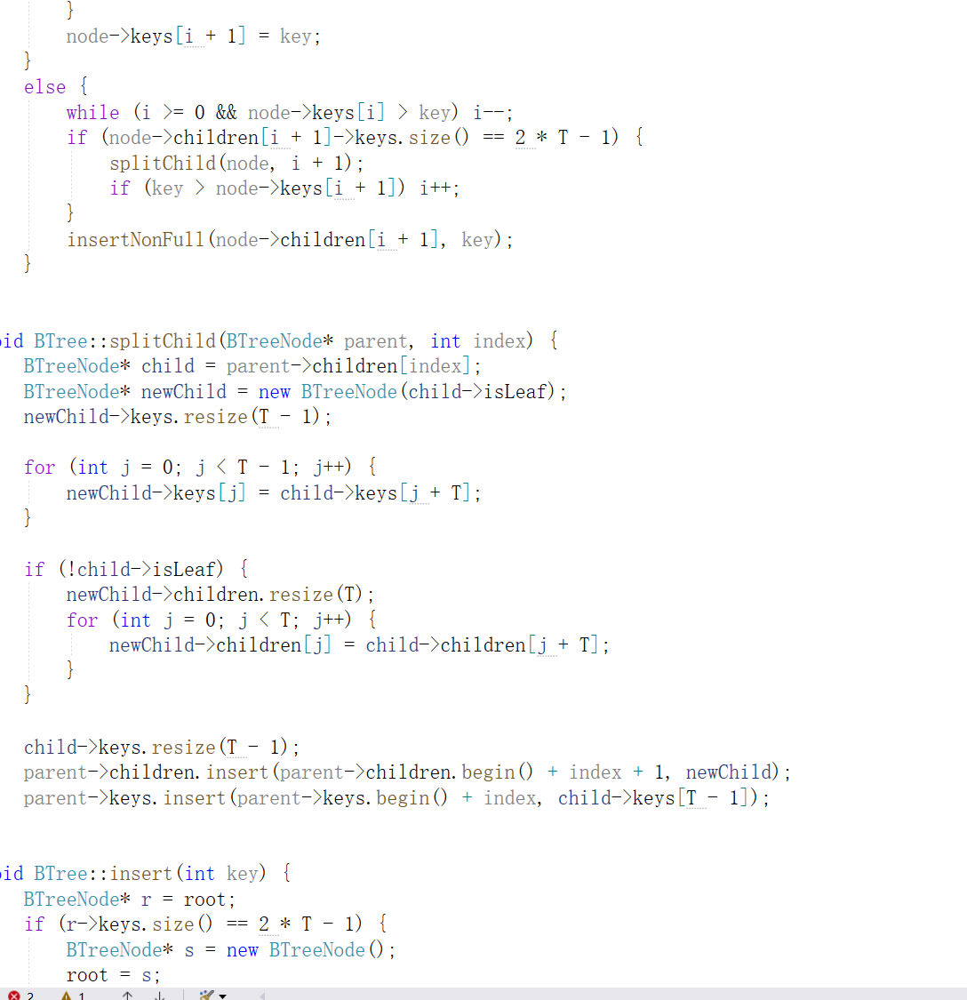 }
node->keys[i + 1] = key;
}
else {
while (i >= 0 && node->keys[i] > key) i--;
if (node->children[i + 1]->keys.size() == 2 * T - 1) {
splitChild(node, i + 1);
if (key > node->keys[i + 1]) i++;
}
insertNonFull(node->children[i + 1], key);
}
oid BTree::splitChild(BTreeNode* parent, int index) {
BTreeNode* child = parent->children[index];
BTreeNode* newChild = new BTreeNode(child->isLeaf);
newChild->keys.resize(T - 1);
for (int j = 0; j < T - 1; j++) {
newChild->keys[j] = child->keys[j + T];
}
if (!child->isLeaf) {
newChild->children.resize(T);
for (int j = 0; j < T; j++) {
newChild->children[j] = child->children[j + T];
}
}
child->keys.resize(T - 1);
parent->children.insert(parent->children.begin() + index + 1, newChild);
parent->keys.insert(parent->keys.begin() + index, child->keys[T - 1]);
oid BTree::insert(int key) {
BTreeNode* r = root;
if (r->keys.size() == 2 * T - 1) {
BTreeNode* s = new BTreeNode();
root = s;
2 1